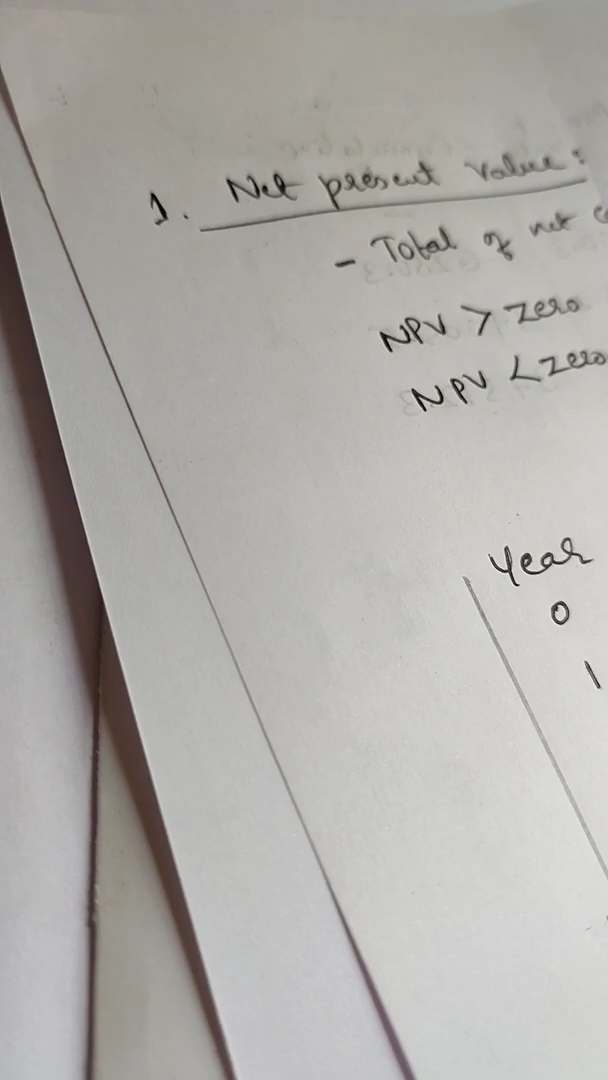 1. Net present value:
- Total of net
NPV > zero
NPV < zero
Year
0
1